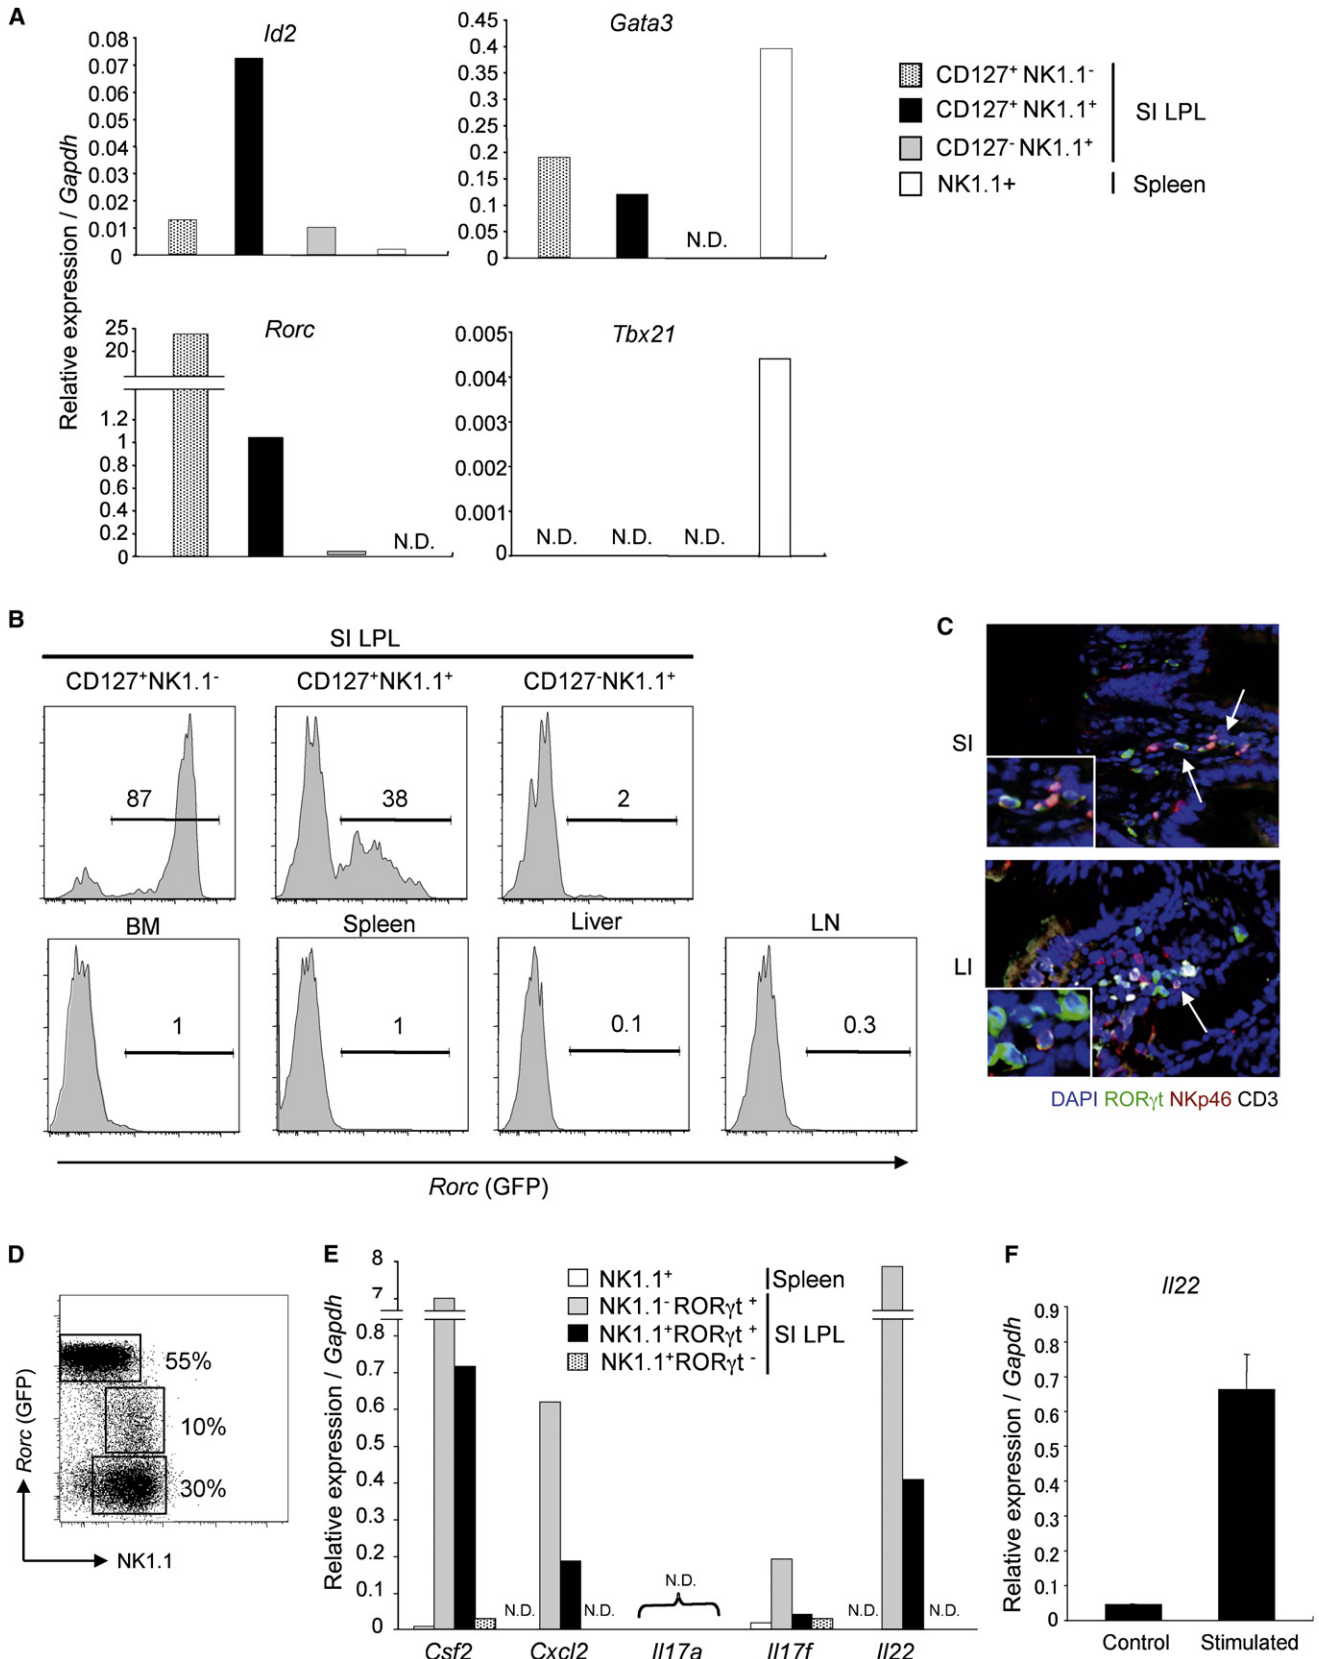 A
Id2
0.08
0.07
0.06
0.05
0.04
0.03
0.02
0.01
0
Gata3
0.45
0.4
0.35
0.3
0.25
0.2
0.15
0.1
0.05
0
N.D.
CD127+ NK1.1-
CD127+ NK1.1+
CD127- NK1.1+
SI LPL
NK1.1+
Spleen
Relative expression / Gapdh
Rorc
25
20
1.2
1
0.8
0.6
0.4
0.2
0
N.D.
Tbx21
0.005
0.004
0.003
0.002
0.001
0
N.D. N.D. N.D.
B
SI LPL
CD127+NK1.1- CD127+NK1.1+ CD127-NK1.1+
87 38 2
BM Spleen Liver LN
1 1 0.1 0.3
Rorc (GFP)
C
SI
LI
DAPI RORγt NKp46 CD3
D
55%
10%
30%
Rorc (GFP)
NK1.1
E
8
7
0.8
0.7
0.6
0.5
0.4
0.3
0.2
0.1
0
Relative expression / Gapdh
NK1.1+
Spleen
NK1.1- RORγt +
NK1.1+RORγt +
SI LPL
NK1.1+RORγt -
N.D. N.D. N.D. N.D. N.D.
Csf2 Cxcl2 Il17a Il17f Il22
F
Il22
0.9
0.8
0.7
0.6
0.5
0.4
0.3
0.2
0.1
0
Relative expression / Gapdh
Control Stimulated